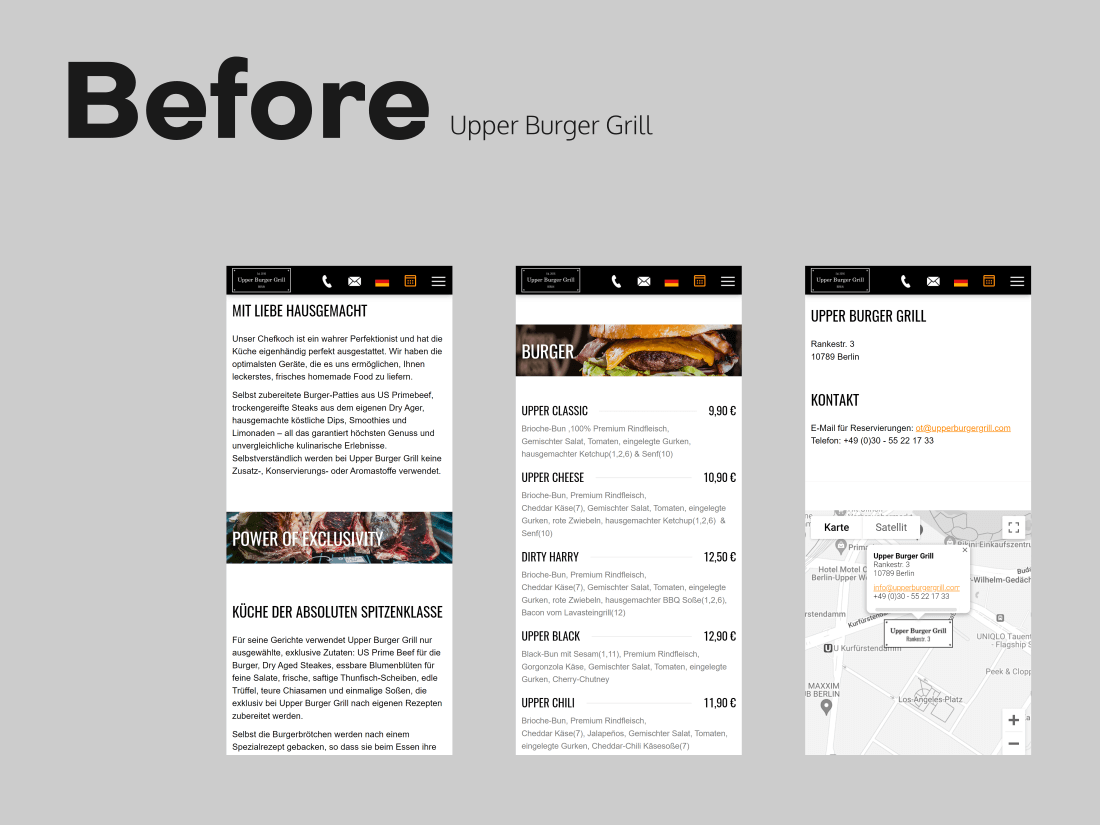 Before Upper Burger Grill
Upper Burger Grill
MIT LIEBE HAUSGEMACHT
Unser Chefkoch ist ein wahrer Perfektionist und hat die
Küche eigenhändig perfekt ausgestattet. Wir haben die
optimalsten Geräte, die es uns ermöglichen, Ihnen
leckerstes, frisches homemade Food zu liefern.
Selbst zubereitete Burger-Patties aus US Primebeef,
trockengereifte Steaks aus dem eigenen Dry Ager,
hausgemachte köstliche Dips, Smoothies und
Limonaden – all das garantiert höchsten Genuss und
unvergleichliche kulinarische Erlebnisse.
Selbstverständlich werden bei Upper Burger Grill keine
Zusatz-, Konservierungs- oder Aromastoffe verwendet.
POWER OF EXCLUSIVITY
KÜCHE DER ABSOLUTEN SPITZENKLASSE
Für seine Gerichte verwendet Upper Burger Grill nur
ausgewählte, exklusive Zutaten: US Prime Beef für die
Burger, Dry Aged Steakes, essbare Blumenblüten für
feine Salate, frische, saftige Thunfisch-Scheiben, edle
Trüffel, teure Chiasamen und einmalige Soßen, die
exklusiv bei Upper Burger Grill nach eigenen Rezepten
zubereitet werden.
Selbst die Burgerbrötchen werden nach einem
Spezialrezept gebacken, so dass sie beim Essen ihre
Upper Burger Grill
BURGER
UPPER CLASSIC 9,90 €
Brioche-Bun ,100% Premium Rindfleisch,
Gemischter Salat, Tomaten, eingelegte Gurken,
hausgemachter Ketchup(1,2,6) & Senf(10)
UPPER CHEESE 10,90 €
Brioche-Bun, Premium Rindfleisch,
Cheddar Käse(7), Gemischter Salat, Tomaten, eingelegte
Gurken, rote Zwiebeln, hausgemachter Ketchup(1,2,6) &
Senf(10)
DIRTY HARRY 12,50 €
Brioche-Bun, Premium Rindfleisch,
Cheddar Käse(7), Gemischter Salat, Tomaten, eingelegte
Gurken, rote Zwiebeln, hausgemachter BBQ Soße(1,2,6),
Bacon vom Lavasteingrill(12)
UPPER BLACK 12,90 €
Black-Bun mit Sesam(1,11), Premium Rindfleisch,
Gorgonzola Käse, Gemischter Salat, Tomaten, eingelegte
Gurken, Cherry-Chutney
UPPER CHILI 11,90 €
Brioche-Bun, Premium Rindfleisch,
Cheddar Käse(7), Jalapeños, Gemischter Salat, Tomaten,
eingelegte Gurken, Cheddar-Chili Käsesoße(7)
Upper Burger Grill
UPPER BURGER GRILL
Rankestr. 3
10789 Berlin
KONTAKT
E-Mail für Reservierungen: ot@upperburgergrill.com
Telefon: +49 (0)30 - 55 22 17 33
Karte Satellit
Prima
Bikini Einkaufszentru
Upper Burger Grill
Rankestr. 3
10789 Berlin
info@upperburgergrill.com
+49 (0)30 - 55 22 17 33
Hotel Motel O
Berlin-Upper W
-Wilhelm-Gedäch
rstendamm
Kurfürstendamm
Upper Burger Grill
Rankestr. 3
UNIQLO Tauent
- Flagship S
U Kurfürstendamm
Peek & Clopp
MAXXIM
UB BERLIN
Los-Angeles-Platz